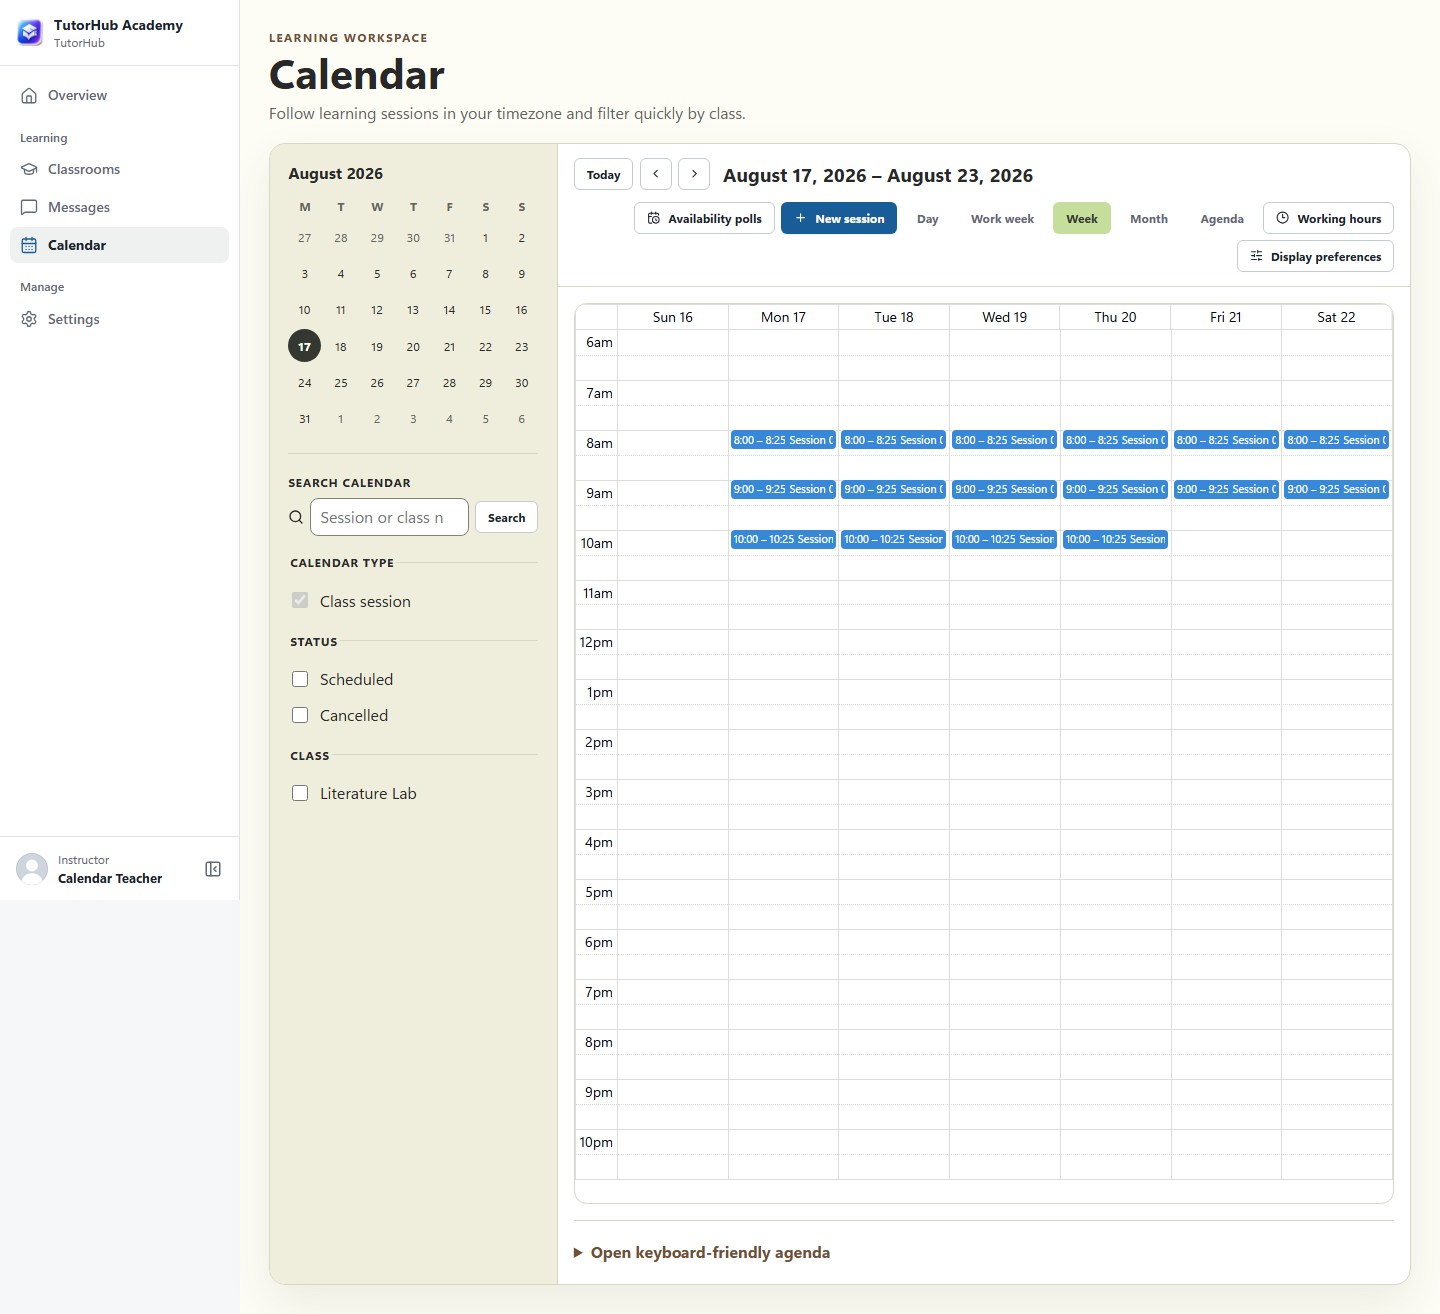 TutorHub Academy
TutorHub
Overview
Learning
Classrooms
Messages
Calendar
Manage
Settings
Instructor
Calendar Teacher
LEARNING WORKSPACE
Calendar
Follow learning sessions in your timezone and filter quickly by class.
August 2026
M T W T F S S
27 28 29 30 31 1 2
3 4 5 6 7 8 9
10 11 12 13 14 15 16
17 18 19 20 21 22 23
24 25 26 27 28 29 30
31 1 2 3 4 5 6
SEARCH CALENDAR
Session or class n
Search
CALENDAR TYPE
Class session
STATUS
Scheduled
Cancelled
CLASS
Literature Lab
Today
August 17, 2026 – August 23, 2026
Availability polls
New session
Day
Work week
Week
Month
Agenda
Working hours
Display preferences
Sun 16 Mon 17 Tue 18 Wed 19 Thu 20 Fri 21 Sat 22
6am
7am
8am
8:00 – 8:25 Session 8:00 – 8:25 Session 8:00 – 8:25 Session 8:00 – 8:25 Session 8:00 – 8:25 Session 8:00 – 8:25 Session
9am
9:00 – 9:25 Session 9:00 – 9:25 Session 9:00 – 9:25 Session 9:00 – 9:25 Session 9:00 – 9:25 Session 9:00 – 9:25 Session
10am
10:00 – 10:25 Session 10:00 – 10:25 Session 10:00 – 10:25 Session 10:00 – 10:25 Session
11am
12pm
1pm
2pm
3pm
4pm
5pm
6pm
7pm
8pm
9pm
10pm
Open keyboard-friendly agenda